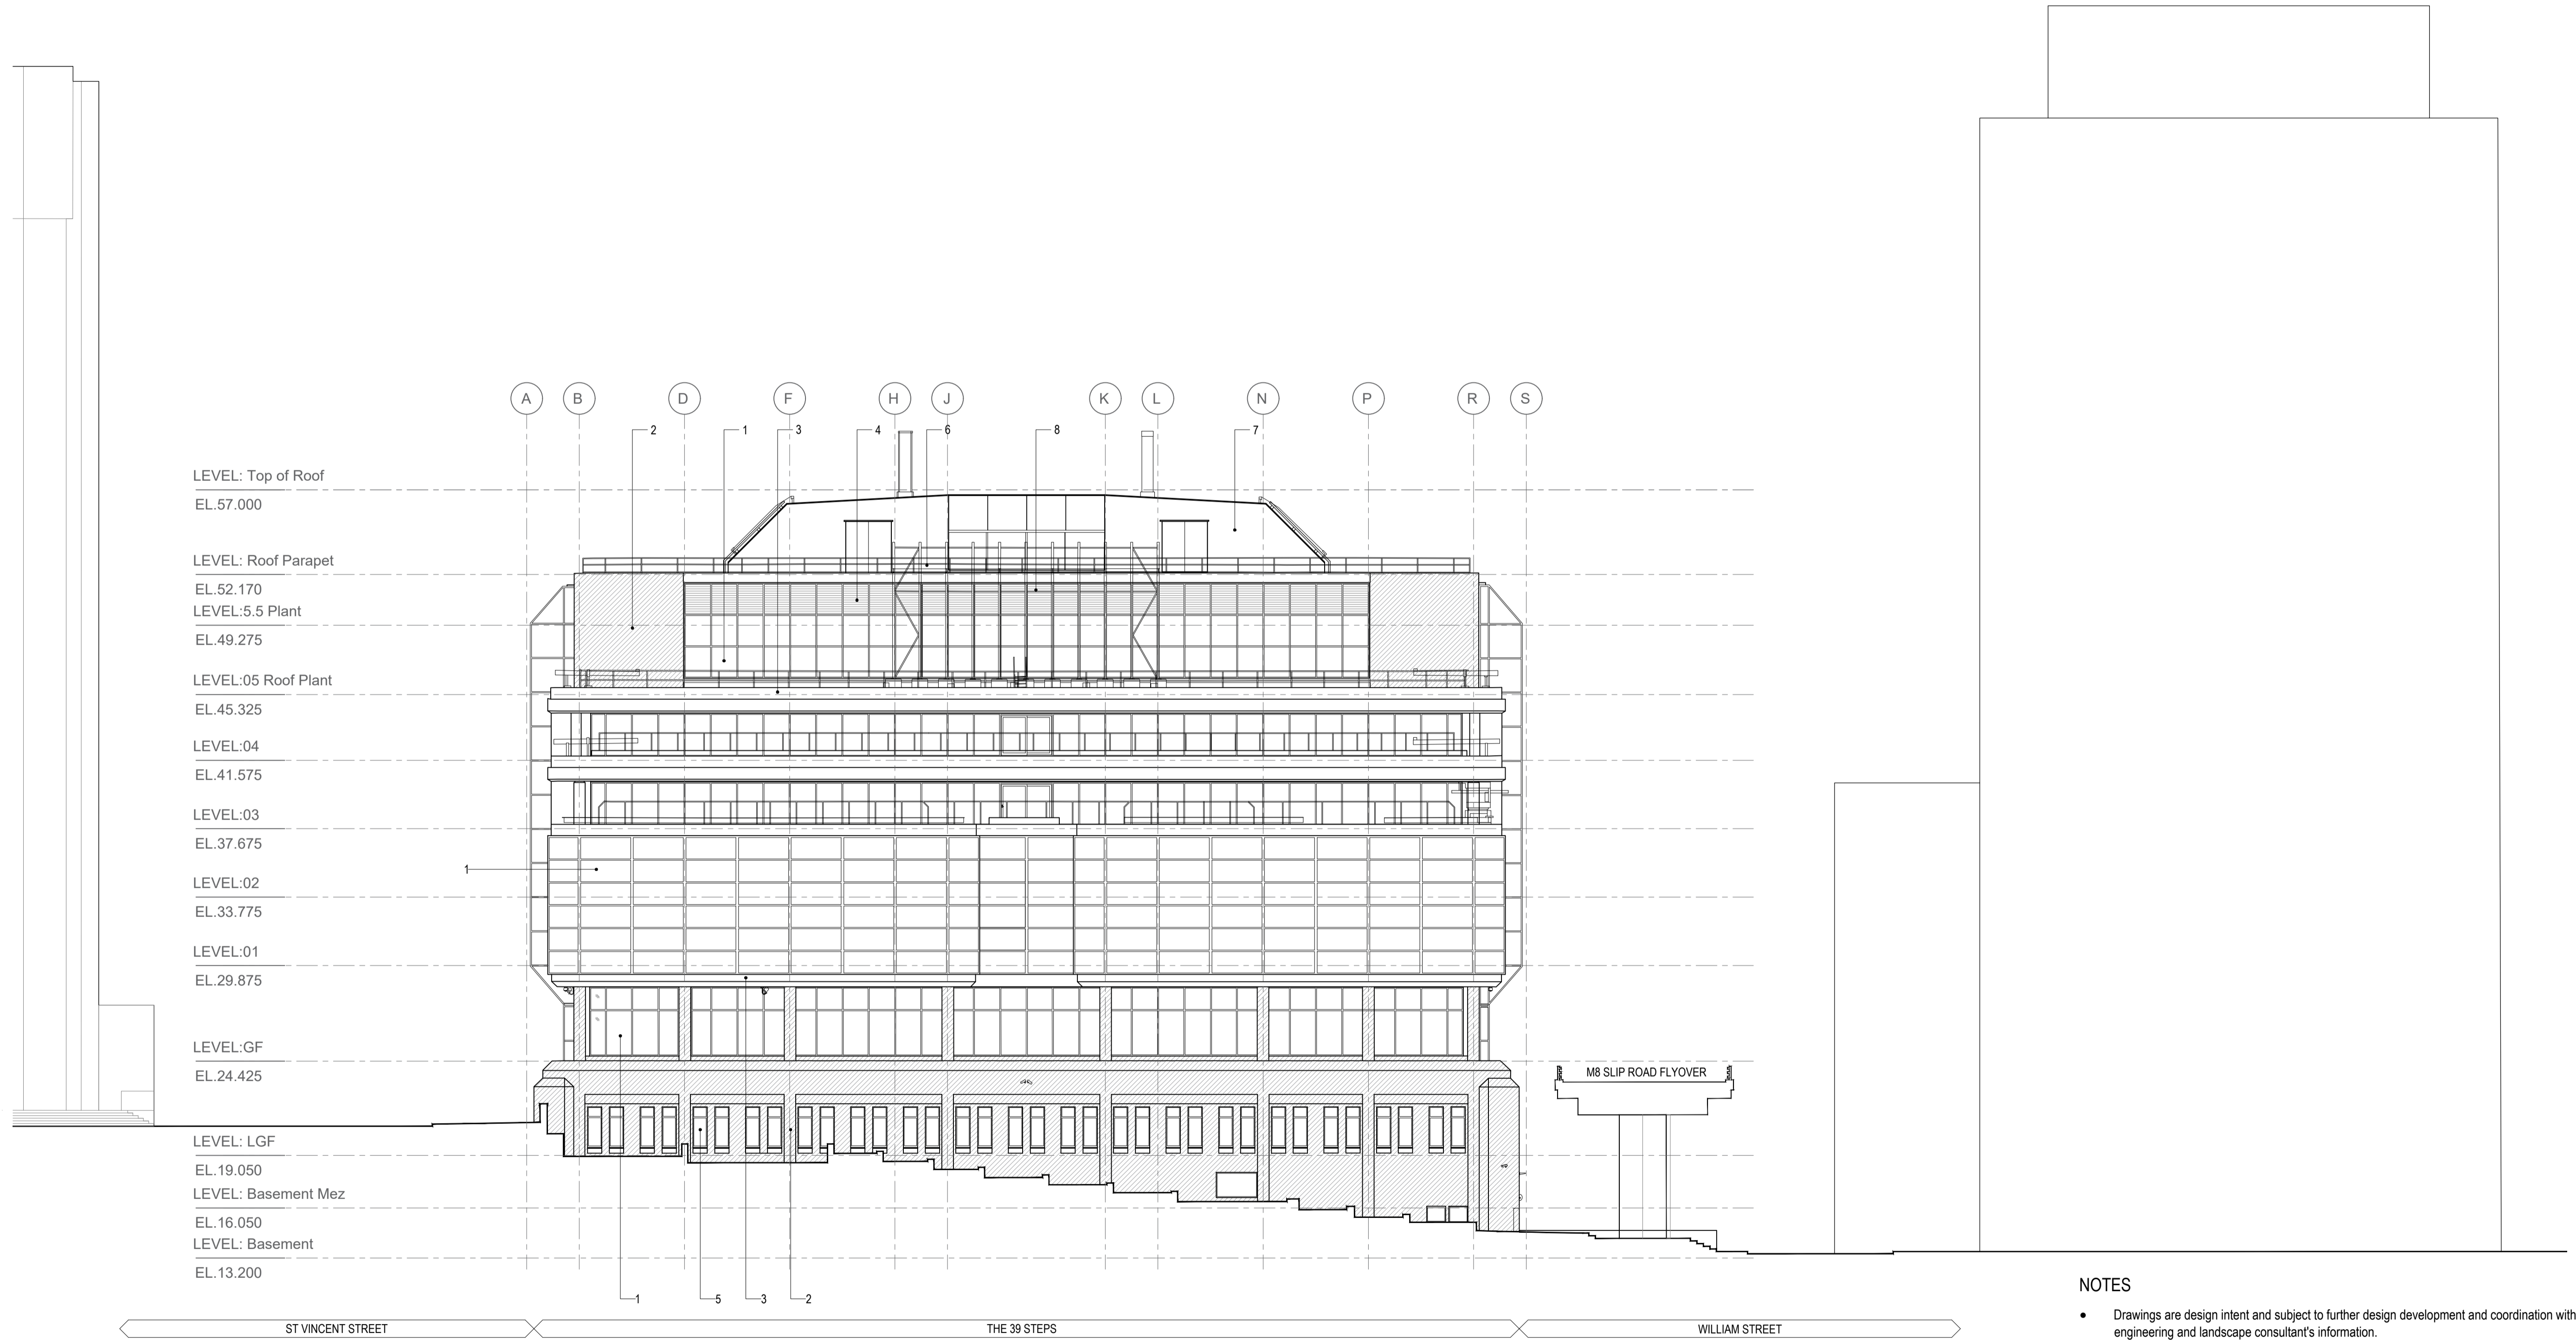 A B D F H J K L N P R S
2 1 3 4 6 8 7
LEVEL: Top of Roof
EL.57.000
LEVEL: Roof Parapet
EL.52.170
LEVEL:5.5 Plant
EL.49.275
LEVEL:05 Roof Plant
EL.45.325
LEVEL:04
EL.41.575
LEVEL:03
EL.37.675
1
LEVEL:02
EL.33.775
LEVEL:01
EL.29.875
LEVEL:GF
EL.24.425
M8 SLIP ROAD FLYOVER
LEVEL: LGF
EL.19.050
LEVEL: Basement Mez
EL.16.050
LEVEL: Basement
EL.13.200
1 5 3 2
ST VINCENT STREET THE 39 STEPS WILLIAM STREET
NOTES
• Drawings are design intent and subject to further design development and coordination with
engineering and landscape consultant's information.